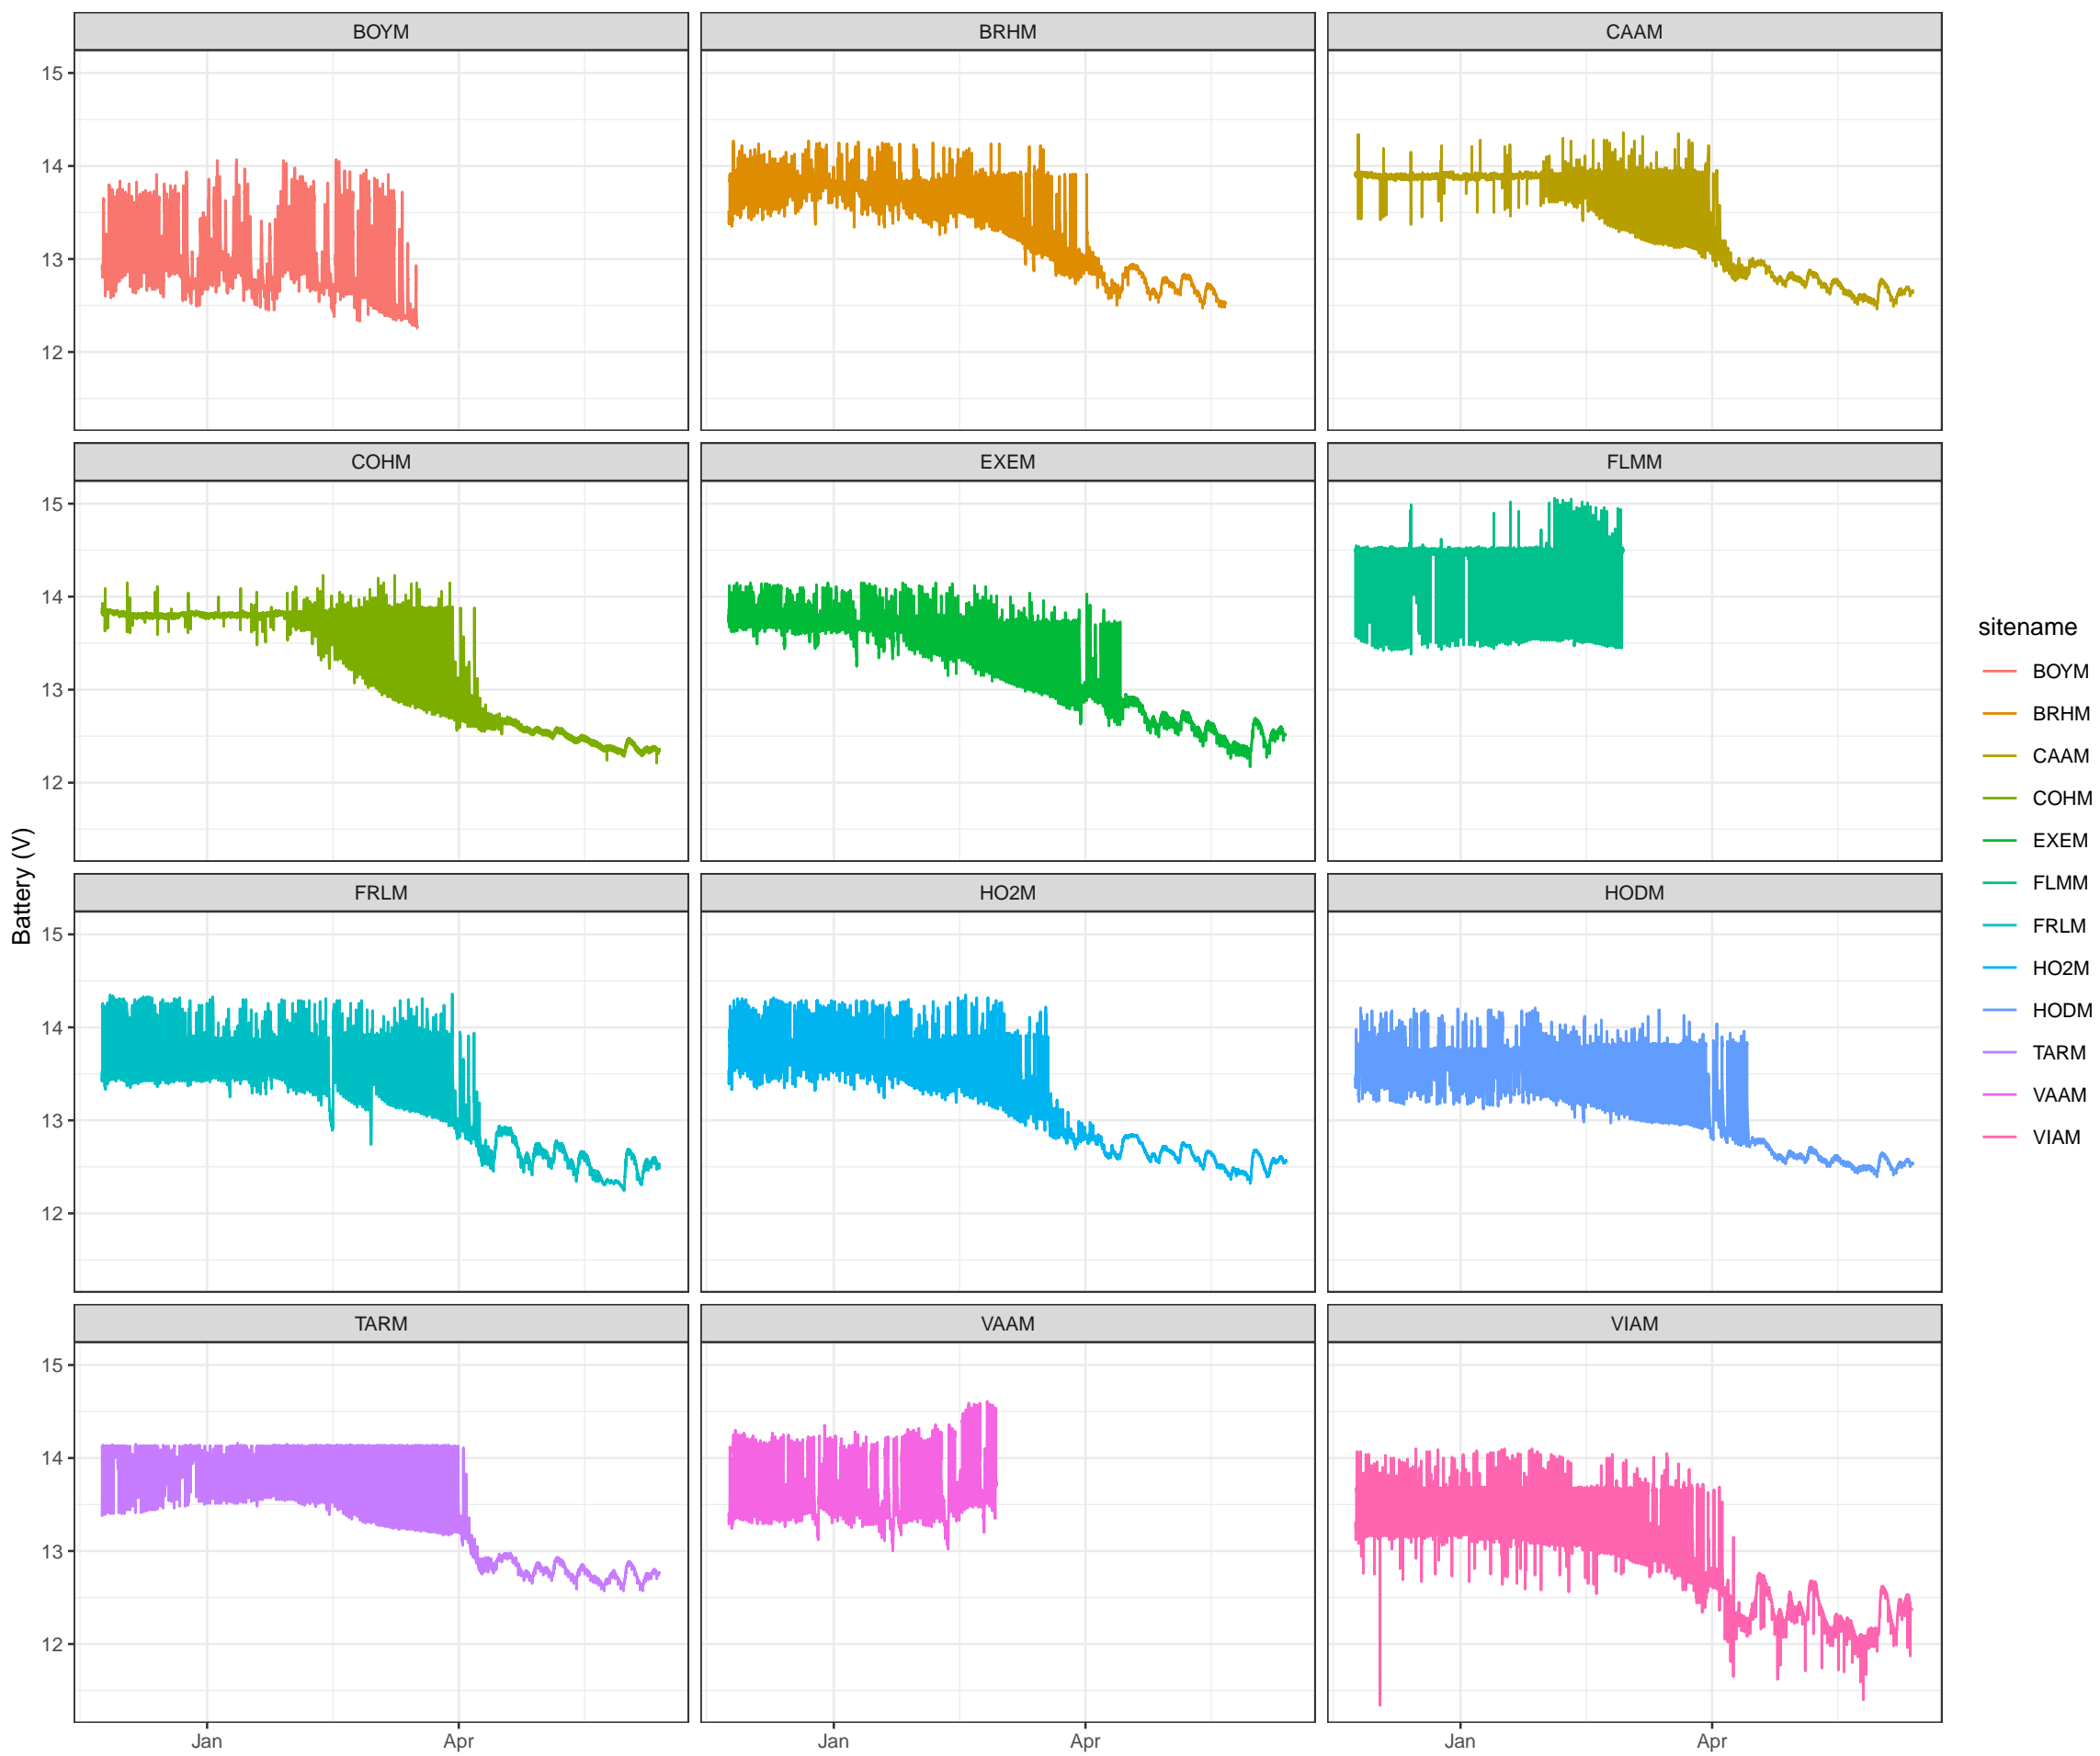 BOYM
BRHM
CAAM
15
14
13
12
COHM
EXEM
FLMM
15
14
13
12
FRLM
HO2M
HODM
15
14
13
12
TARM
VAAM
VIAM
15
14
13
12
Jan
Apr
Jan
Apr
Jan
Apr
Battery (V)
sitename
BOYM
BRHM
CAAM
COHM
EXEM
FLMM
FRLM
HO2M
HODM
TARM
VAAM
VIAM